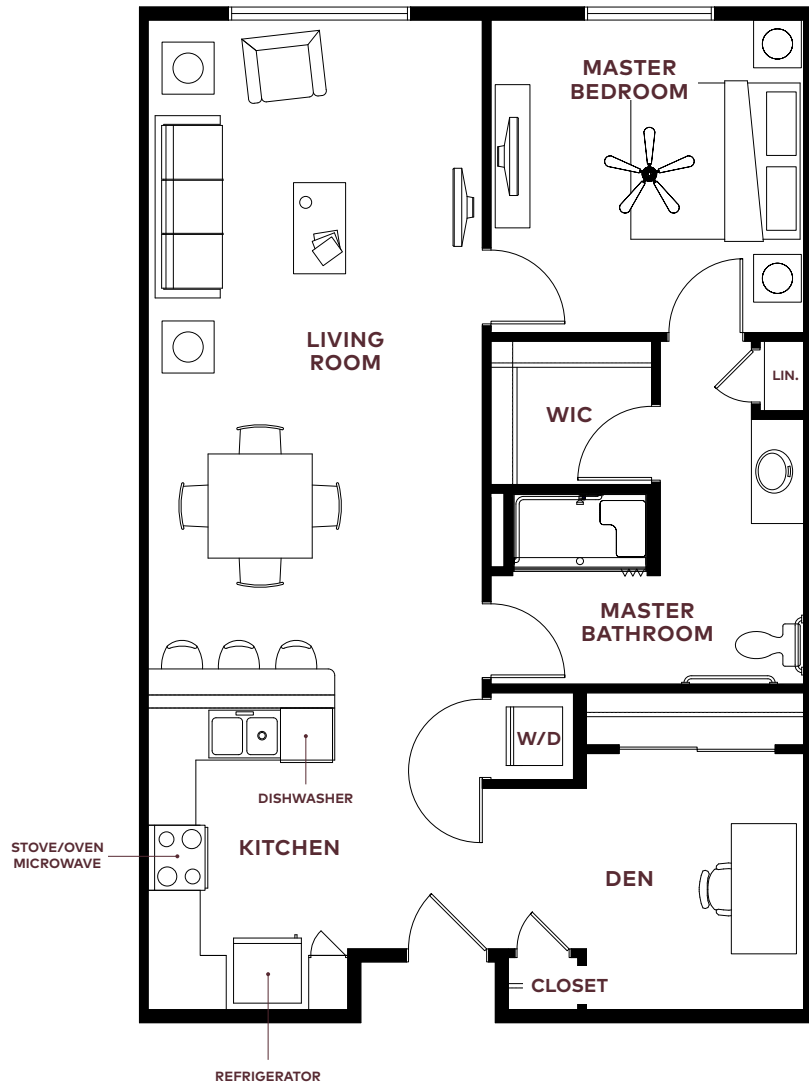 MASTER
BEDROOM
LIVING
ROOM
LIN.
WIC
MASTER
BATHROOM
W/D
DISHWASHER
STOVE/OVEN
MICROWAVE
KITCHEN
DEN
CLOSET
REFRIGERATOR